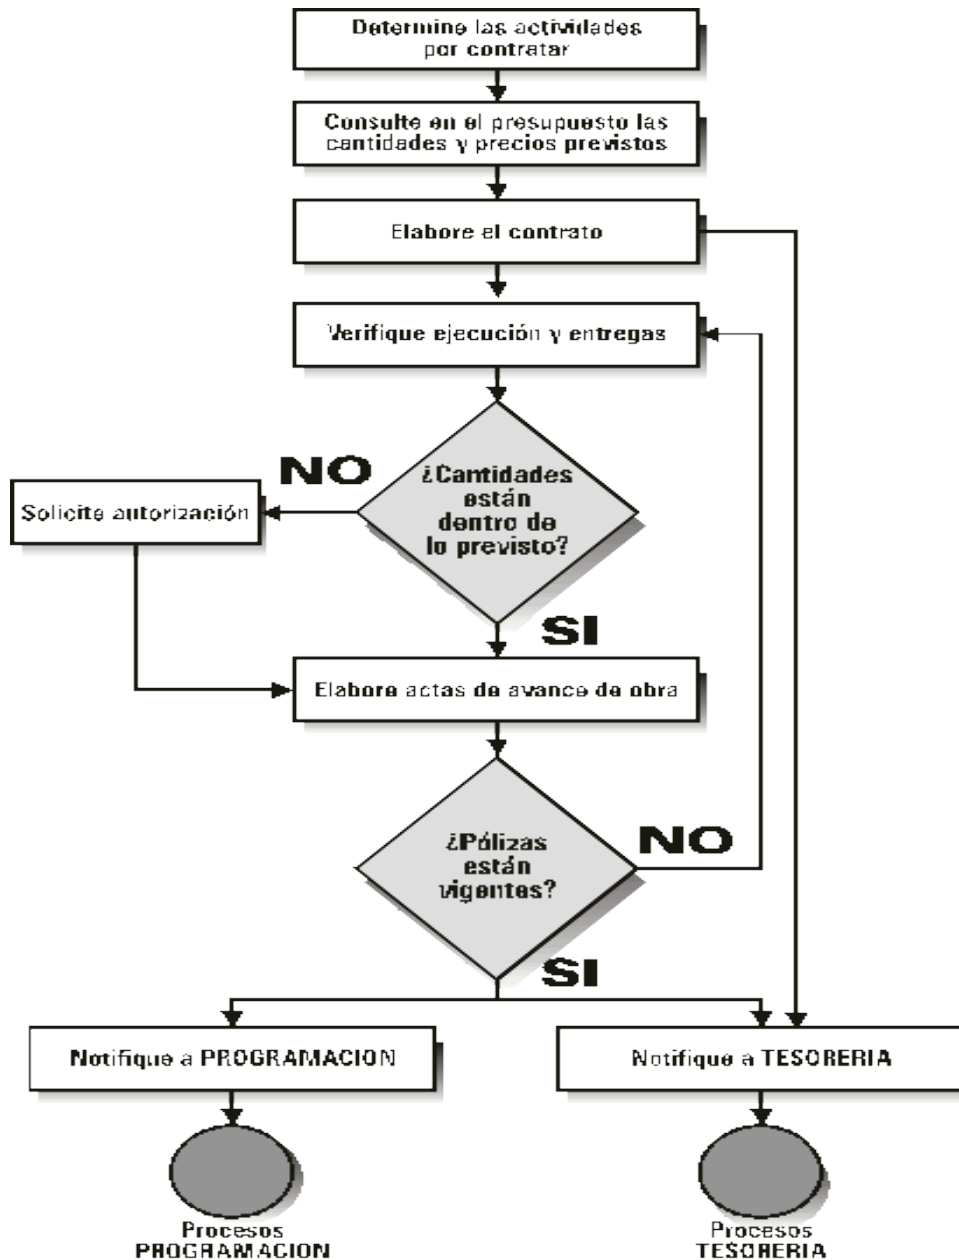 Determine las actividades
por contratar
Consulte en el presupuesto las
cantidades y precios previstos
Elabore el contrato
Verifique ejecución y entregas
NO
¿Cantidades
están
dentro de
lo previsto?
Solicite autorización
SI
Elabore actas de avance de obra
¿Pólizas
están
vigentes?
NO
SI
Notifique a PROGRAMACION
Notifique a TESORERIA
Procesos
PROGRAMACION
Procesos
TESORERIA